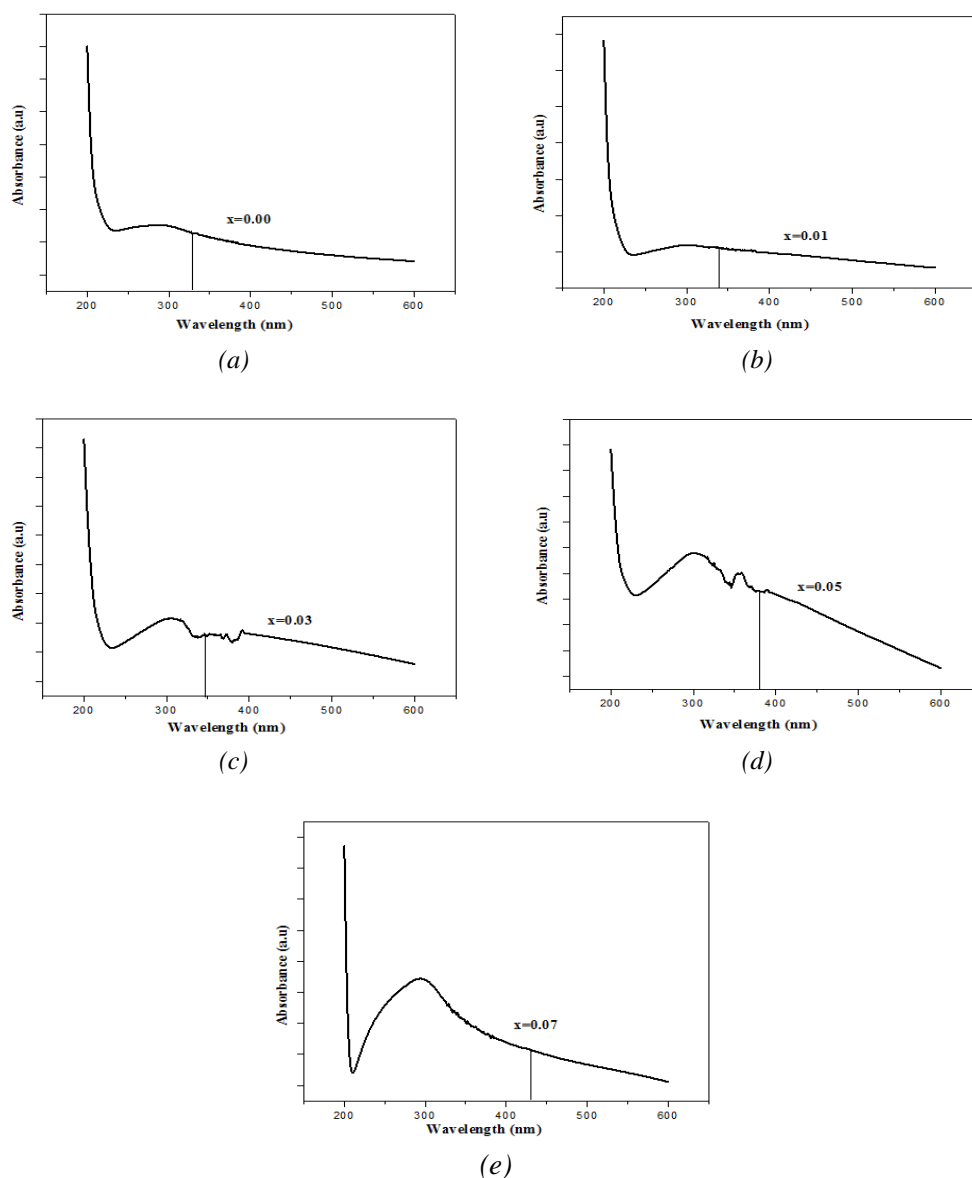 Absorbance (a.u)
x=0.00
200 300 400 500 600
Wavelength (nm)
(a)
Absorbance (a.u)
x=0.01
200 300 400 500 600
Wavelength (nm)
(b)
Absorbance (a.u)
x=0.03
200 300 400 500 600
Wavelength (nm)
(c)
Absorbance (a.u)
x=0.05
200 300 400 500 600
Wavelength (nm)
(d)
Absorbance (a.u)
x=0.07
200 300 400 500 600
Wavelength (nm)
(e)